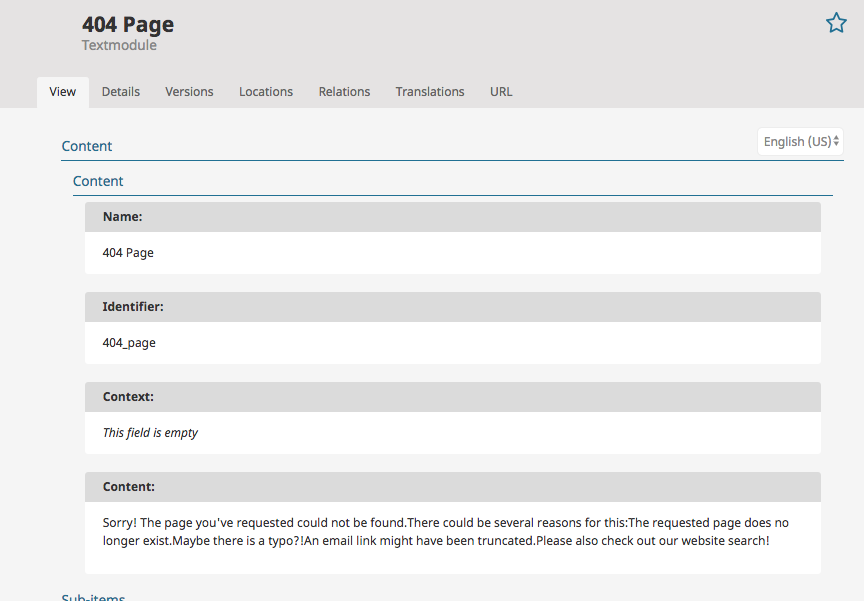 404 Page
Textmodule
View Details Versions Locations Relations Translations URL
English (US)
Content
Content
Name:
404 Page
Identifier:
404_page
Context:
This field is empty
Content:
Sorry! The page you've requested could not be found.There could be several reasons for this:The requested page does no
longer exist.Maybe there is a typo?!An email link might have been truncated.Please also check out our website search!
Sub-items